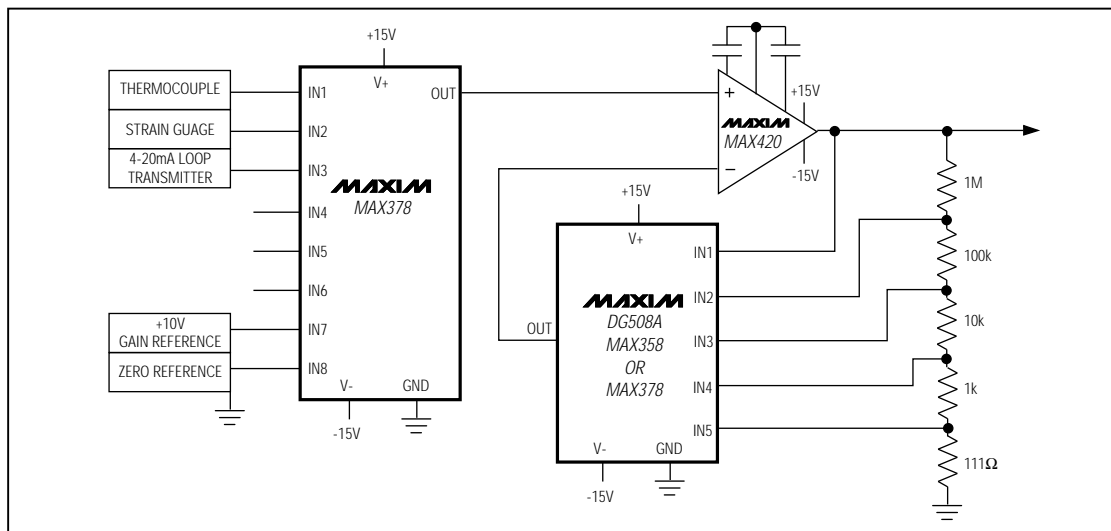 +15V
THERMOCOUPLE
STRAIN GUAGE
4-20mA LOOP
TRANSMITTER
+10V
GAIN REFERENCE
ZERO REFERENCE
V+
IN1
OUT
IN2
IN3
MAXIM
MAX378
IN4
IN5
IN6
IN7
IN8
V-
GND
-15V
+
+15V
MAXIM
MAX420
-15V
−
+15V
V+
IN1
MAXIM
IN2
DG508A
OUT
MAX358
IN3
OR
MAX378
IN4
IN5
V-
GND
-15V
1M
100k
10k
1k
111Ω